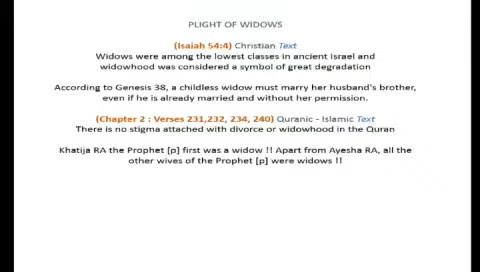 PLIGHT OF WIDOWS
(Isaiah 54:4) Christian Text
Widows were among the lowest classes in ancient Israel and
widowhood was considered a symbol of great degradation
According to Genesis 38, a childless widow must marry her husband's brother,
even if he is already married and without her permission.
(Chapter 2 : Verses 231,232, 234, 240) Quranic - Islamic Text
There is no stigma attached with divorce or widowhood in the Quran
Khatija RA the Prophet [p] first was a widow !! Apart from Ayesha RA, all the
other wives of the Prophet [p] were widows !!